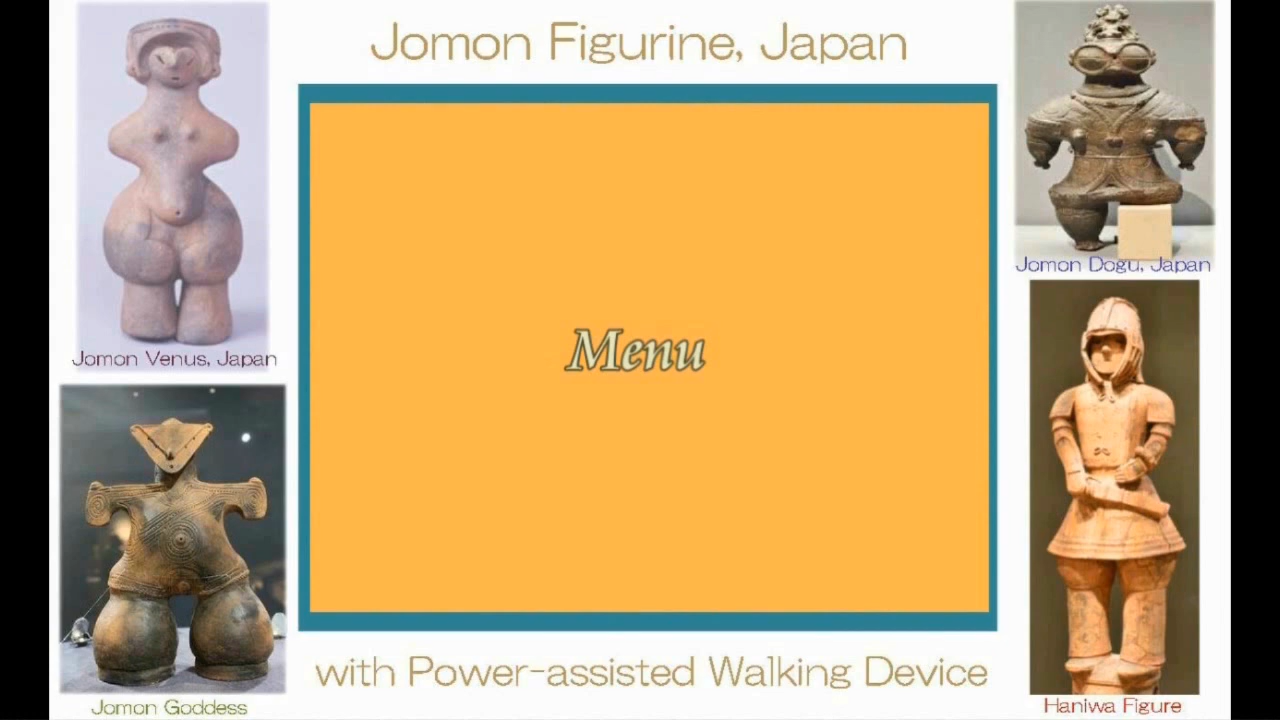 Jomon Figurine, Japan
Jomon Dogu, Japan
Menu
Jomon Venus, Japan
with Power-assisted Walking Device
Jomon Goddess
Haniwa Figure